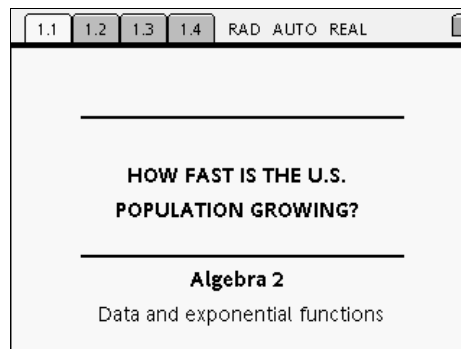 1.1 1.2 1.3 1.4 RAD AUTO REAL
HOW FAST IS THE U.S.
POPULATION GROWING?
Algebra 2
Data and exponential functions